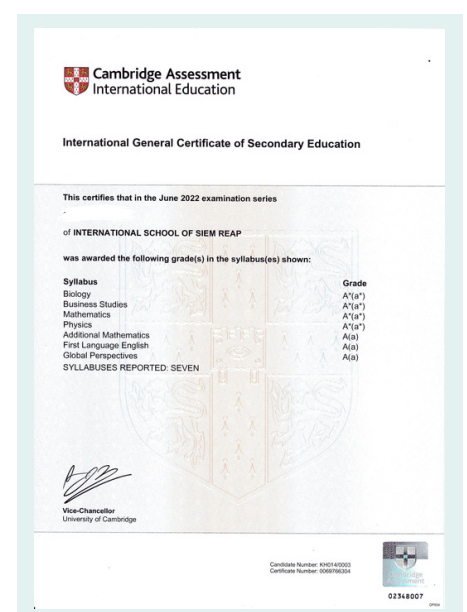 Cambridge Assessment
International Education
International General Certificate of Secondary Education
This certifies that in the June 2022 examination series
of INTERNATIONAL SCHOOL OF SIEM REAP
was awarded the following grade(s) in the syllabus(es) shown:
Syllabus Grade
Biology A*(a*)
Business Studies A*(a*)
Mathematics A*(a*)
Physics A*(a*)
Additional Mathematics A(a)
First Language English A(a)
Global Perspectives A(a)
SYLLABUSES REPORTED: SEVEN
Vice-Chancellor
University of Cambridge
Candidate Number: KH014/0003
Certificate Number: 0069766304
02348007